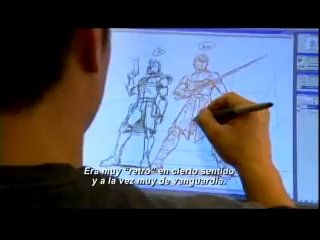 Era muy "retro" en cierto sentido
y a la vez muy de vanguardia.